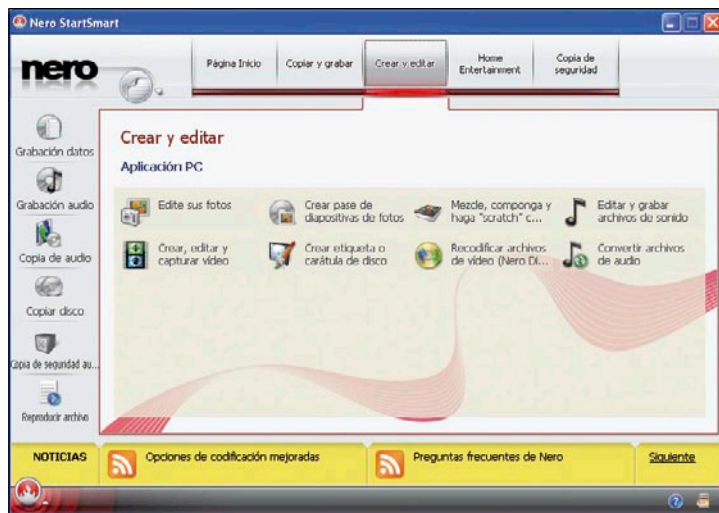 Nero StartSmart
nero
Página Inicio
Copiar y grabar
Crear y editar
Home
Entertainment
Copia de
seguridad
Grabación datos
Grabación audio
Copia de audio
Copiar disco
Copia de seguridad au...
Reproducir archivo
Crear y editar
Aplicación PC
Edite sus fotos
Crear pase de
diapositivas de fotos
Mezcle, componga y
haga "scratch" c...
Editar y grabar
archivos de sonido
Crear, editar y
capturar vídeo
Crear etiqueta o
carátula de disco
Recodificar archivos
de vídeo (Nero Di...
Convertir archivos
de audio
NOTICIAS
Opciones de codificación mejoradas
Preguntas frecuentes de Nero
Siguiente